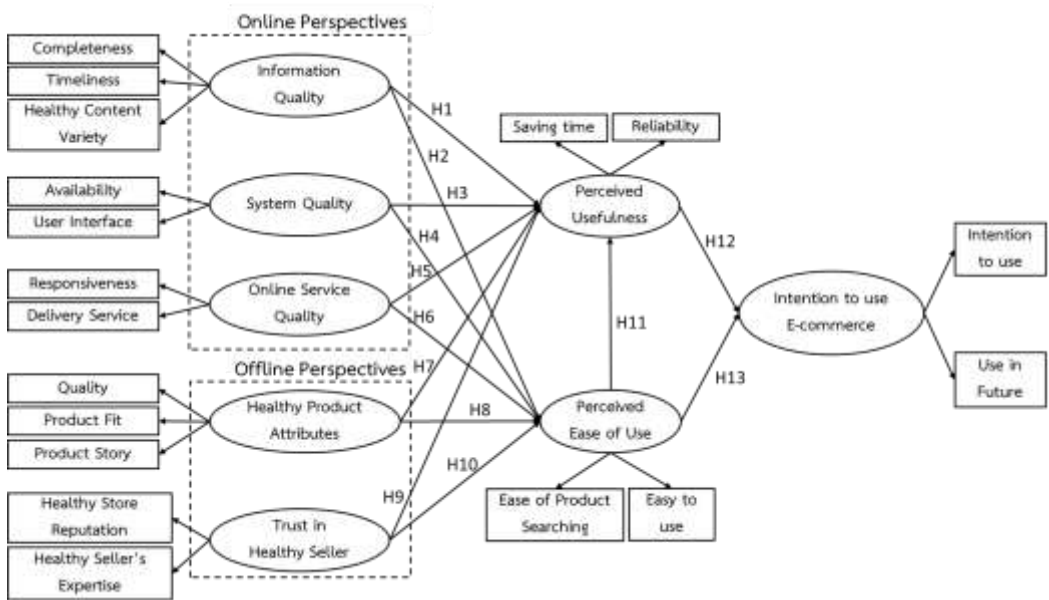 Online Perspectives
Completeness
Timeliness
Healthy Content
Variety
Information
Quality
Availability
User Interface
System Quality
Responsiveness
Delivery Service
Online Service
Quality
Offline Perspectives
Quality
Product Fit
Product Story
Healthy Product
Attributes
Healthy Store
Reputation
Healthy Seller's
Expertise
Trust in
Healthy Seller
H1
H2
H3
H4
H5
H6
H7
H8
H9
H10
Saving time
Reliability
Perceived
Usefulness
H11
Perceived
Ease of Use
Ease of Product
Searching
Easy to
use
H12
H13
Intention to use
E-commerce
Intention
to use
Use in
Future